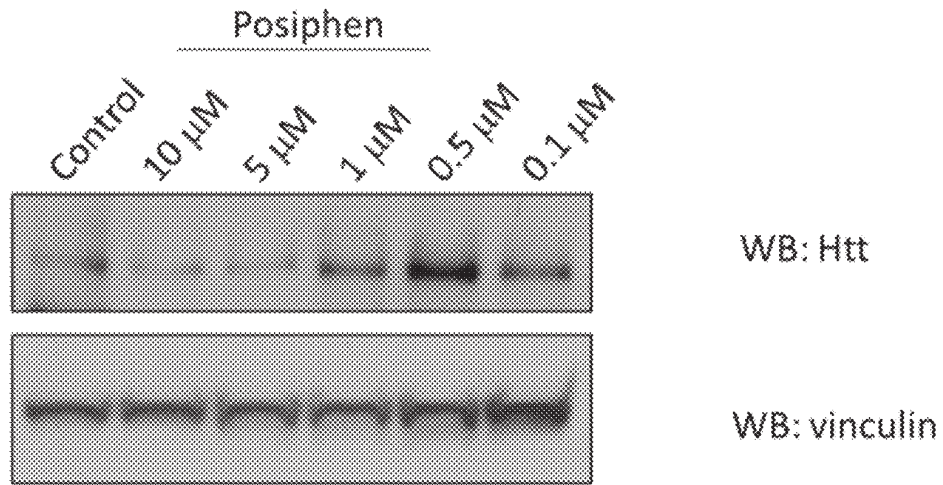 Posiphen
Control
10 µM
5 µM
1 µM
0.5 µM
0.1 µM
WB: Htt
WB: vinculin